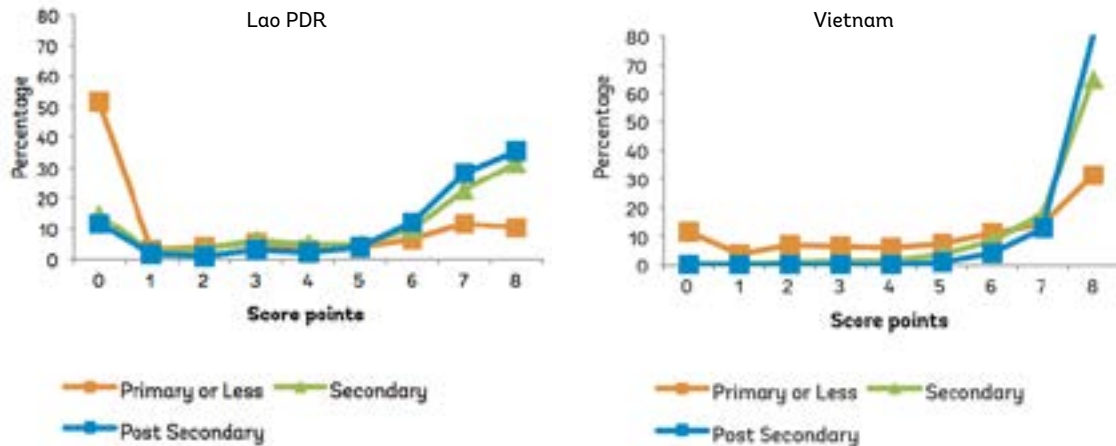 Lao PDR
80
70
60
50
40
30
20
10
0
Percentage
0 1 2 3 4 5 6 7 8
Score points
Primary or Less
Secondary
Post Secondary
Vietnam
80
70
60
50
40
30
20
10
0
Percentage
0 1 2 3 4 5 6 7 8
Score points
Primary or Less
Secondary
Post Secondary